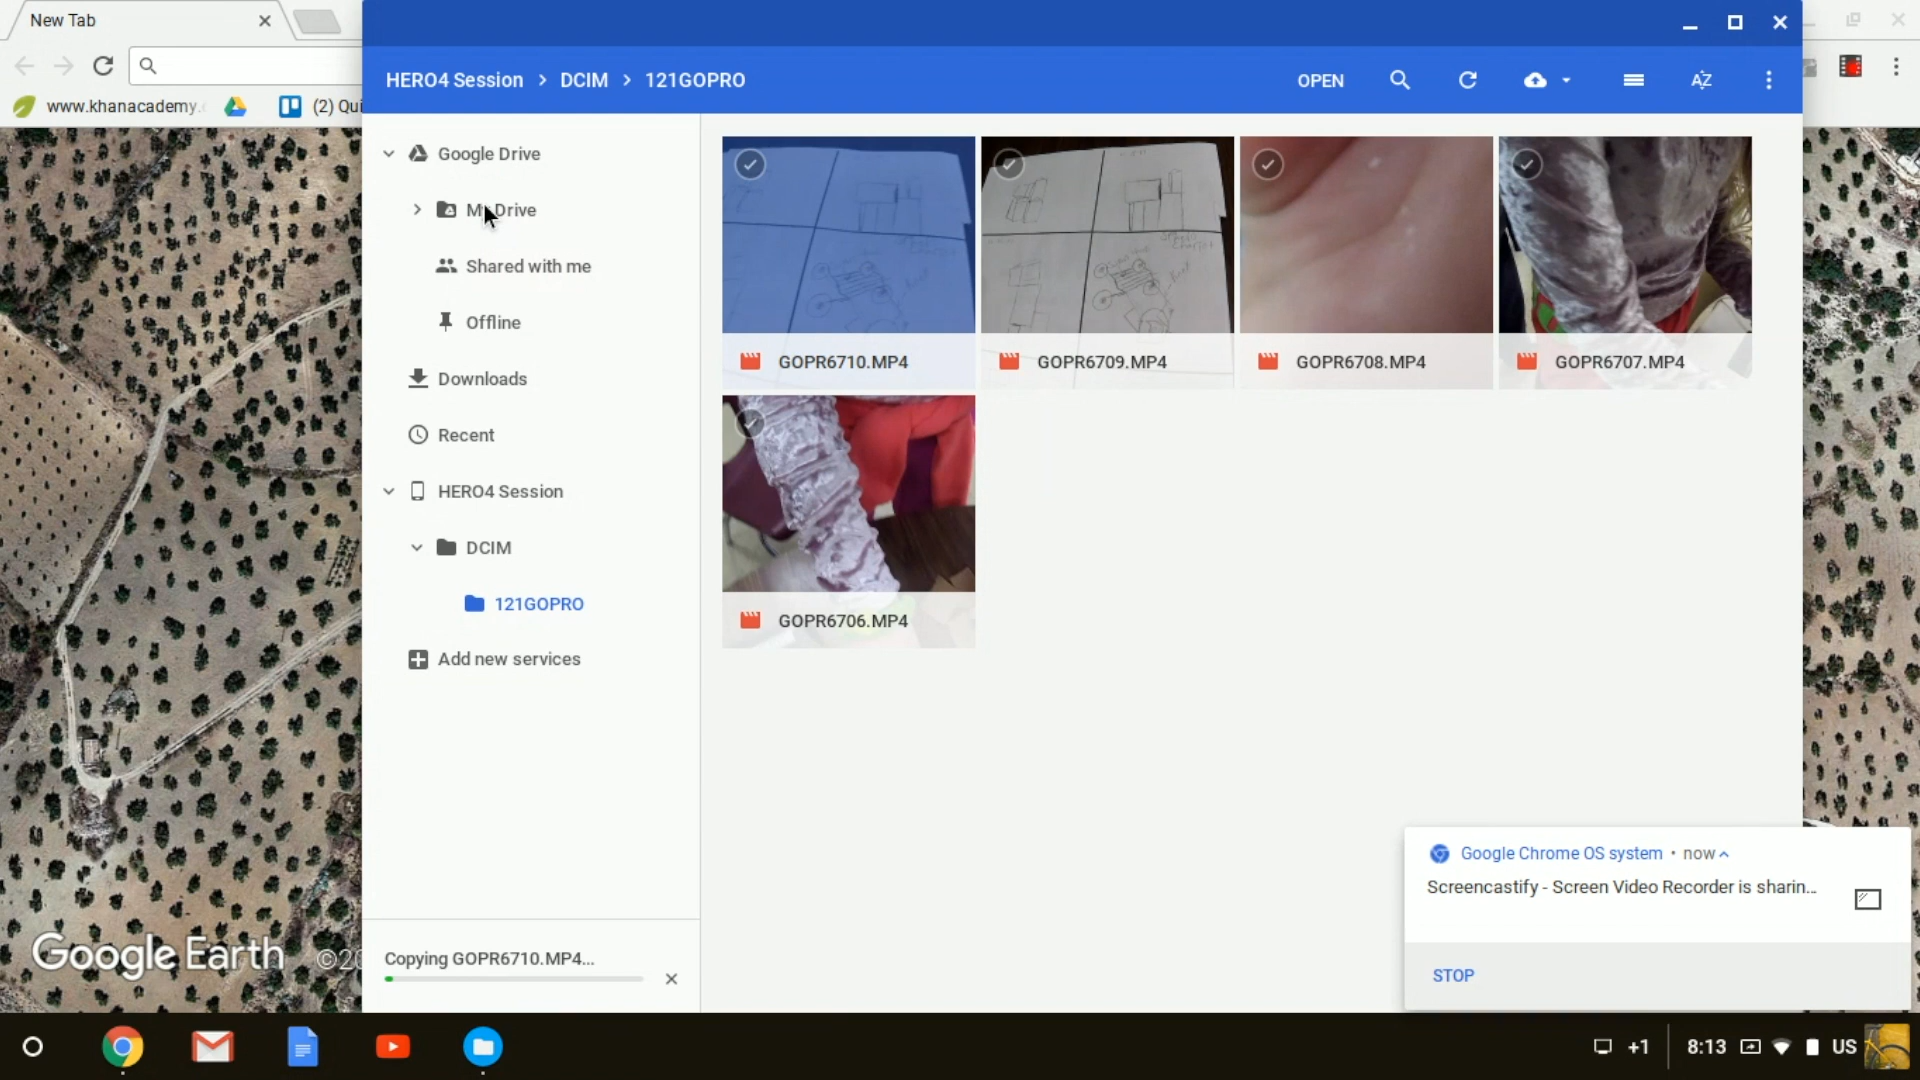 New Tab
www.khanacademy.
(2) Qui
HERO4 Session > DCIM > 121GOPRO
OPEN
AZ
Google Drive
My Drive
Shared with me
Offline
Downloads
Recent
HERO4 Session
DCIM
121GOPRO
Add new services
GOPR6710.MP4
GOPR6709.MP4
GOPR6708.MP4
GOPR6707.MP4
GOPR6706.MP4
Copying GOPR6710.MP4...
Google Chrome OS system • now
Screencastify - Screen Video Recorder is sharin...
STOP
Google Earth ©20
+1
8:13
US